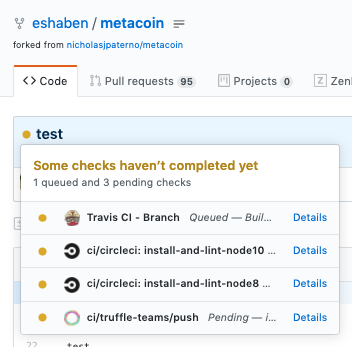 eshaben / metacoin
forked from nicholasjpaterno/metacoin
Code Pull requests 95 Projects 0 Zen
test
Some checks haven't completed yet
1 queued and 3 pending checks
Travis CI - Branch Queued — Buil... Details
ci/circleci: install-and-lint-node10 ... Details
ci/circleci: install-and-lint-node8 ... Details
ci/truffle-teams/push Pending — i... Details
22 test